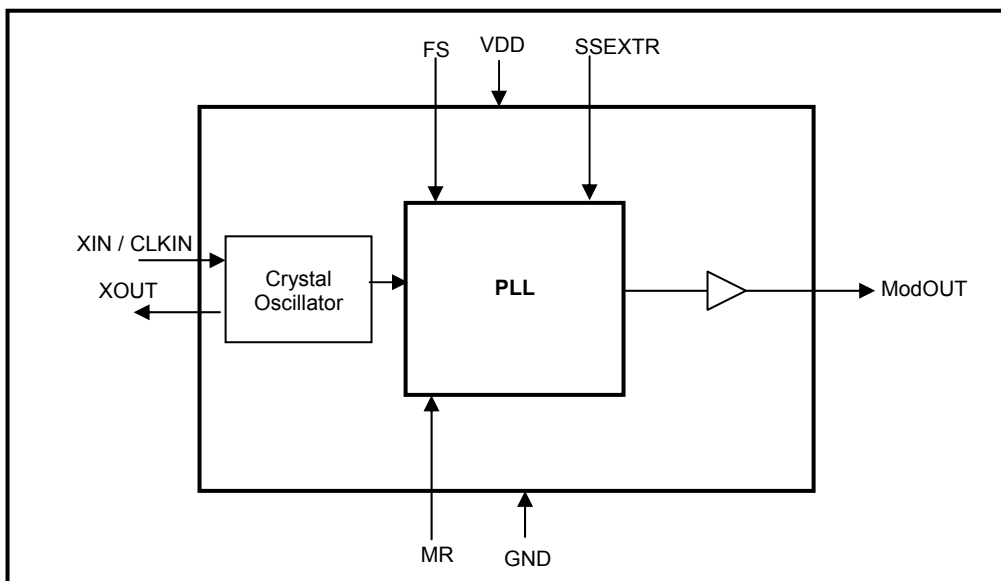 FS
VDD
SSEXTR
XIN / CLKIN
XOUT
Crystal
Oscillator
PLL
ModOUT
MR
GND